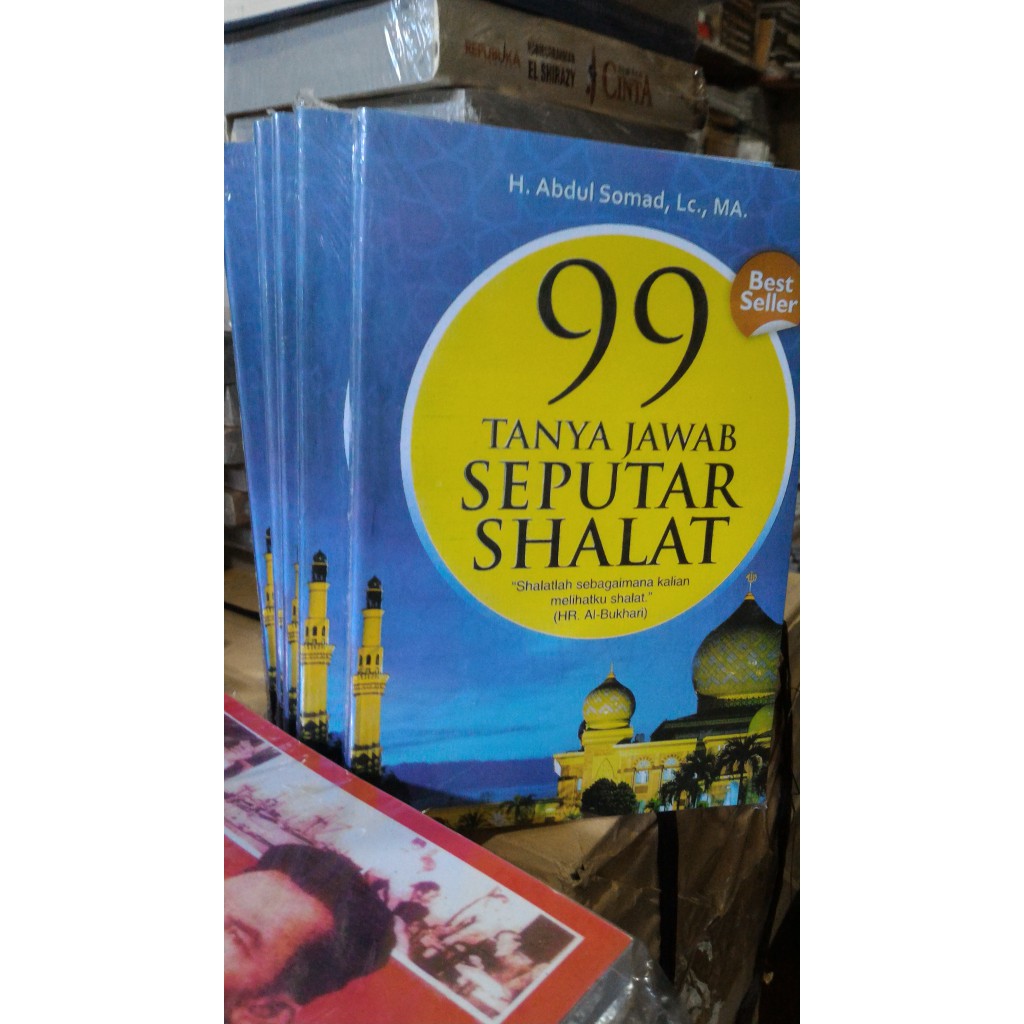 REPUBLIKA
EL SHIRAZY
CINTA
H. Abdul Somad, Lc., MA.
Best
Seller
99
TANYA JAWAB
SEPUTAR
SHALAT
"Shalatlah sebagaimana kalian
melihatku shalat."
(HR. Al-Bukhari)